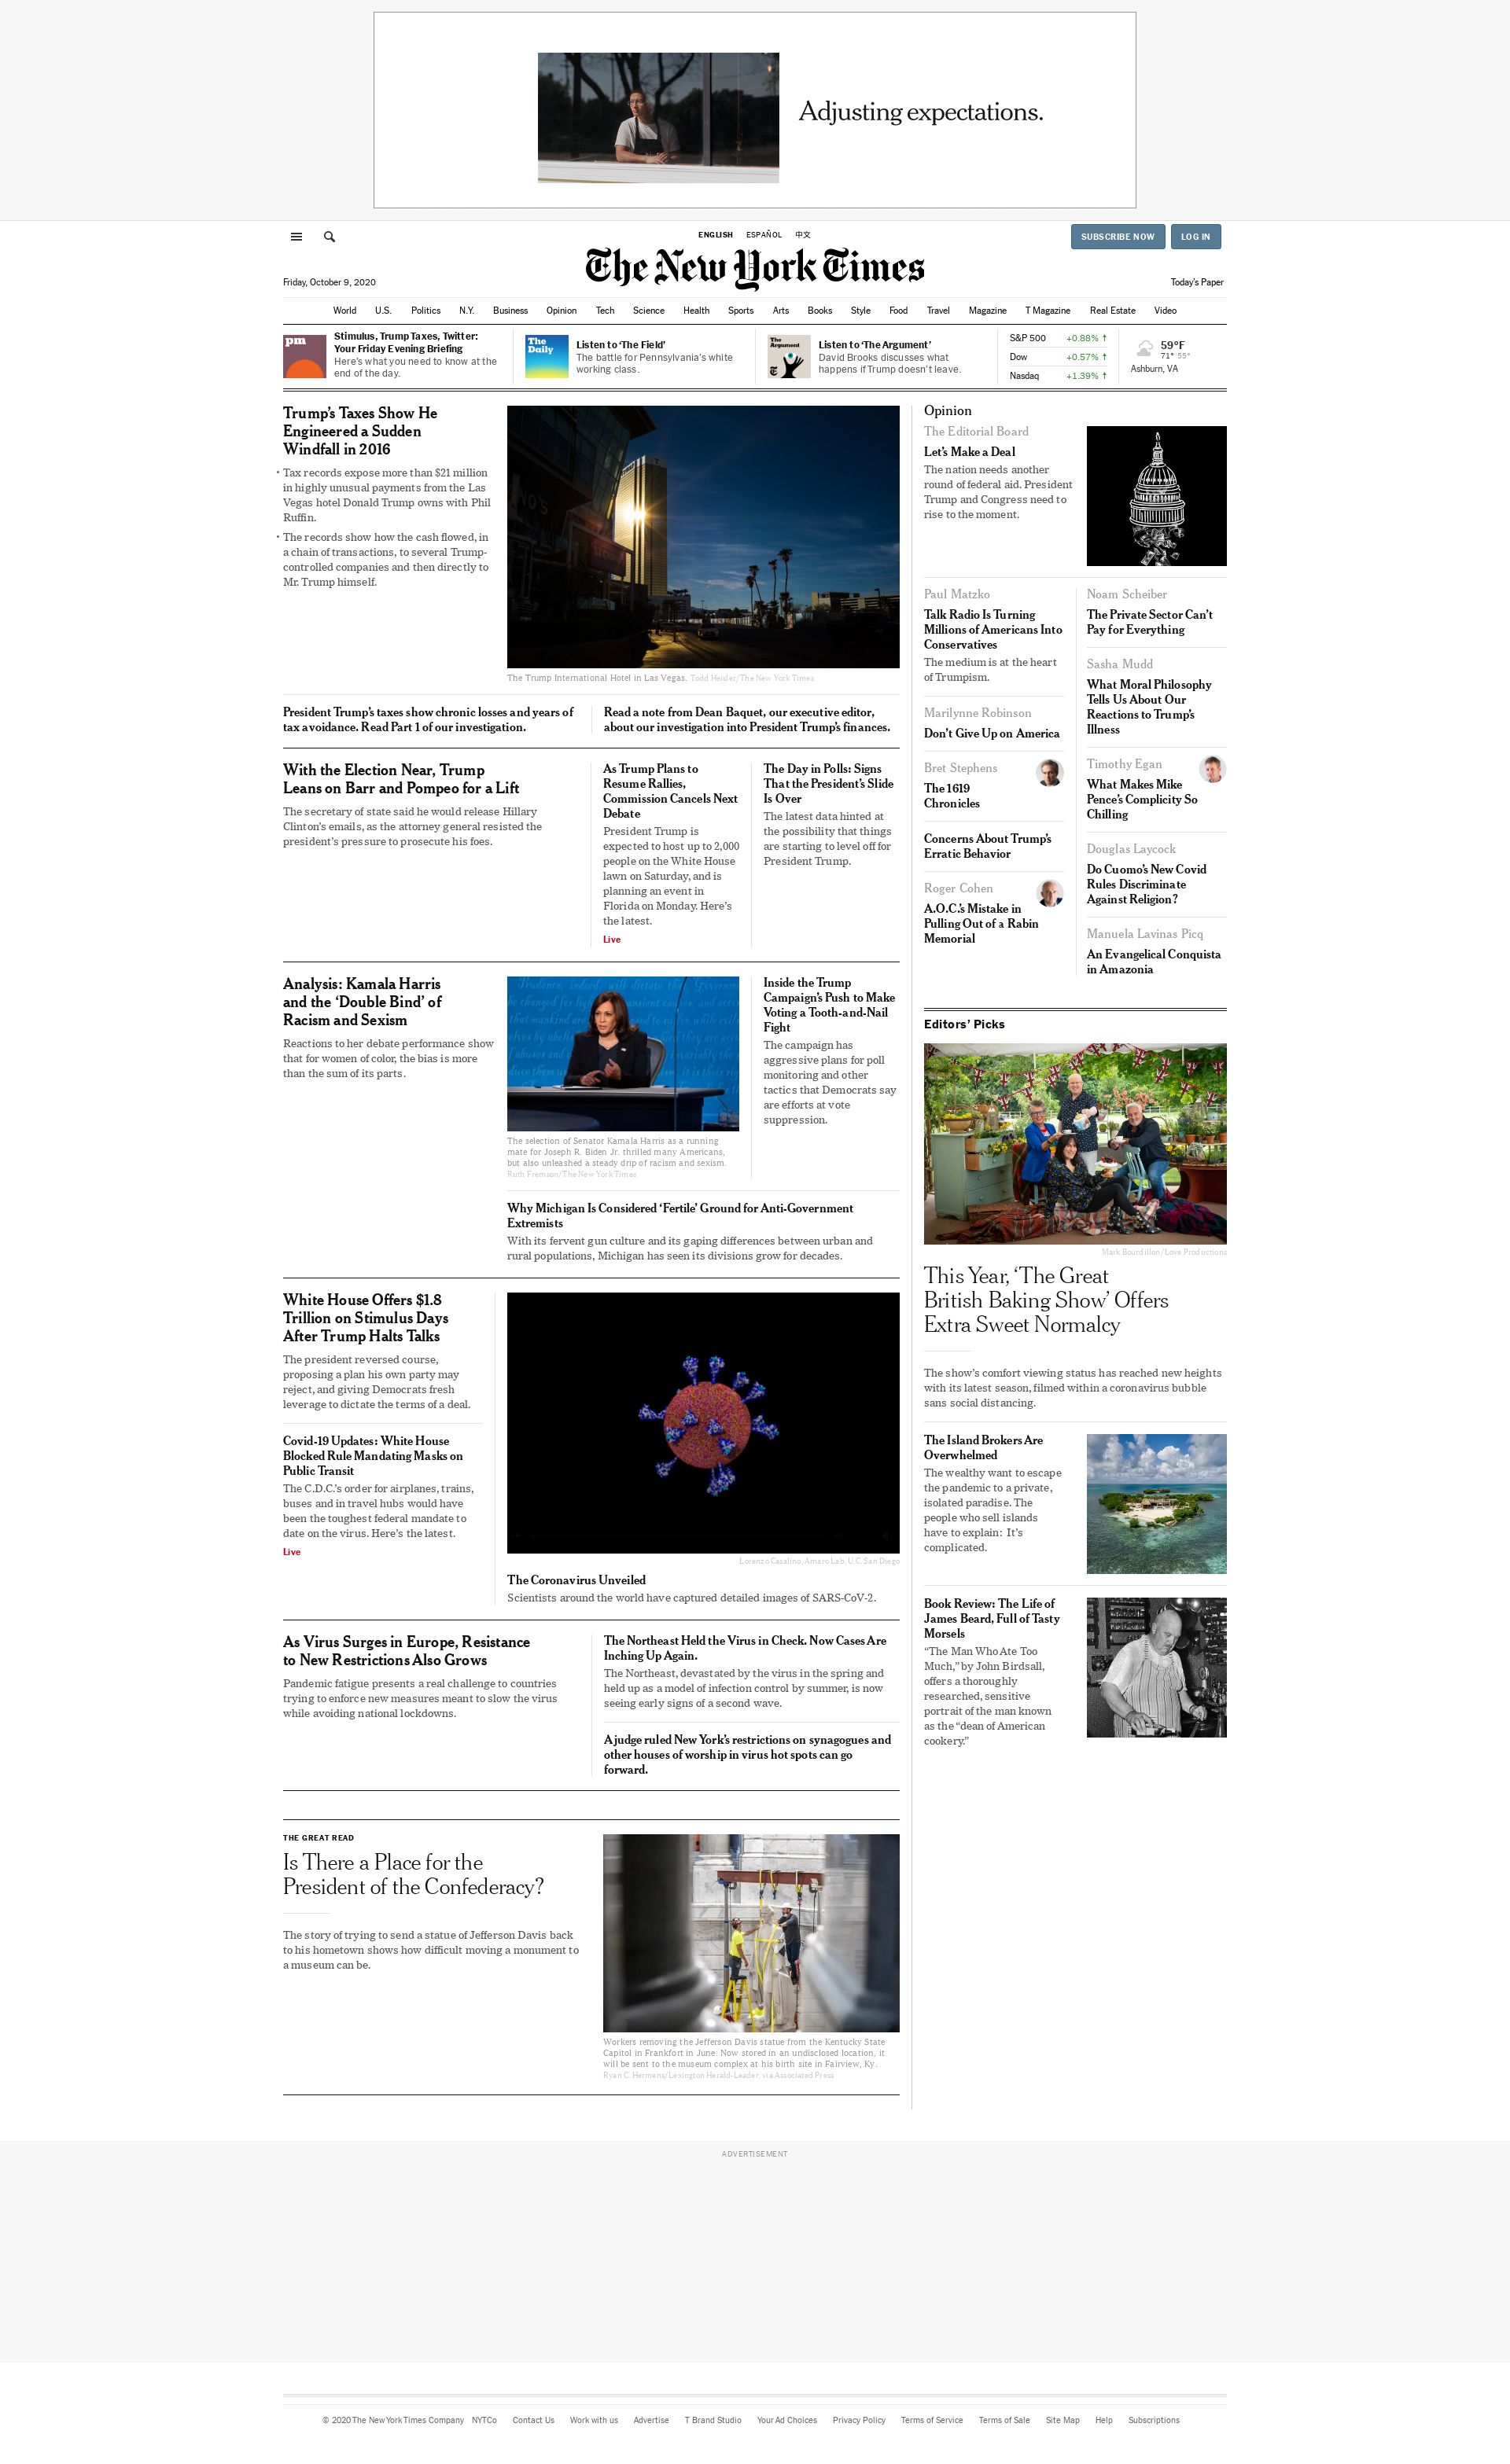 Adjusting expectations.
ENGLISH ESPAÑOL 中文
SUBSCRIBE NOW LOG IN
The New York Times
Friday, October 9, 2020
Today's Paper
World U.S. Politics N.Y. Business Opinion Tech Science Health Sports Arts Books Style Food Travel Magazine T Magazine Real Estate Video
pm
Stimulus, Trump Taxes, Twitter:
Your Friday Evening Briefing
Here's what you need to know at the
end of the day.
The
Daily
Listen to ‘The Field’
The battle for Pennsylvania's white
working class.
The
Argument
Listen to ‘The Argument’
David Brooks discusses what
happens if Trump doesn't leave.
S&P 500 +0.88% ↑
Dow +0.57% ↑
Nasdaq +1.39% ↑
59°F
71° 55°
Ashburn, VA
Trump’s Taxes Show He
Engineered a Sudden
Windfall in 2016
• Tax records expose more than $21 million
in highly unusual payments from the Las
Vegas hotel Donald Trump owns with Phil
Ruffin.
• The records show how the cash flowed, in
a chain of transactions, to several Trump-
controlled companies and then directly to
Mr. Trump himself.
The Trump International Hotel in Las Vegas. Todd Heisler/The New York Times
President Trump’s taxes show chronic losses and years of
tax avoidance. Read Part 1 of our investigation.
Read a note from Dean Baquet, our executive editor,
about our investigation into President Trump’s finances.
With the Election Near, Trump
Leans on Barr and Pompeo for a Lift
The secretary of state said he would release Hillary
Clinton’s emails, as the attorney general resisted the
president’s pressure to prosecute his foes.
As Trump Plans to
Resume Rallies,
Commission Cancels Next
Debate
President Trump is
expected to host up to 2,000
people on the White House
lawn on Saturday, and is
planning an event in
Florida on Monday. Here’s
the latest.
Live
The Day in Polls: Signs
That the President’s Slide
Is Over
The latest data hinted at
the possibility that things
are starting to level off for
President Trump.
Analysis: Kamala Harris
and the ‘Double Bind’ of
Racism and Sexism
Reactions to her debate performance show
that for women of color, the bias is more
than the sum of its parts.
The selection of Senator Kamala Harris as a running
mate for Joseph R. Biden Jr. thrilled many Americans,
but also unleashed a steady drip of racism and sexism.
Ruth Fremson/The New York Times
Inside the Trump
Campaign’s Push to Make
Voting a Tooth-and-Nail
Fight
The campaign has
aggressive plans for poll
monitoring and other
tactics that Democrats say
are efforts at vote
suppression.
Why Michigan Is Considered ‘Fertile’ Ground for Anti-Government
Extremists
With its fervent gun culture and its gaping differences between urban and
rural populations, Michigan has seen its divisions grow for decades.
White House Offers $1.8
Trillion on Stimulus Days
After Trump Halts Talks
The president reversed course,
proposing a plan his own party may
reject, and giving Democrats fresh
leverage to dictate the terms of a deal.
Covid-19 Updates: White House
Blocked Rule Mandating Masks on
Public Transit
The C.D.C.’s order for airplanes, trains,
buses and in travel hubs would have
been the toughest federal mandate to
date on the virus. Here’s the latest.
Live
Lorenzo Casalino, Amaro Lab, U.C. San Diego
The Coronavirus Unveiled
Scientists around the world have captured detailed images of SARS-CoV-2.
As Virus Surges in Europe, Resistance
to New Restrictions Also Grows
Pandemic fatigue presents a real challenge to countries
trying to enforce new measures meant to slow the virus
while avoiding national lockdowns.
The Northeast Held the Virus in Check. Now Cases Are
Inching Up Again.
The Northeast, devastated by the virus in the spring and
held up as a model of infection control by summer, is now
seeing early signs of a second wave.
A judge ruled New York’s restrictions on synagogues and
other houses of worship in virus hot spots can go
forward.
THE GREAT READ
Is There a Place for the
President of the Confederacy?
The story of trying to send a statue of Jefferson Davis back
to his hometown shows how difficult moving a monument to
a museum can be.
Workers removing the Jefferson Davis statue from the Kentucky State
Capitol in Frankfort in June. Now stored in an undisclosed location, it
will be sent to the museum complex at his birth site in Fairview, Ky.
Ryan C. Hermens/Lexington Herald-Leader, via Associated Press
Opinion
The Editorial Board
Let’s Make a Deal
The nation needs another
round of federal aid. President
Trump and Congress need to
rise to the moment.
Paul Matzko
Talk Radio Is Turning
Millions of Americans Into
Conservatives
The medium is at the heart
of Trumpism.
Marilynne Robinson
Don’t Give Up on America
Bret Stephens
The 1619
Chronicles
Concerns About Trump’s
Erratic Behavior
Roger Cohen
A.O.C.’s Mistake in
Pulling Out of a Rabin
Memorial
Noam Scheiber
The Private Sector Can’t
Pay for Everything
Sasha Mudd
What Moral Philosophy
Tells Us About Our
Reactions to Trump’s
Illness
Timothy Egan
What Makes Mike
Pence’s Complicity So
Chilling
Douglas Laycock
Do Cuomo’s New Covid
Rules Discriminate
Against Religion?
Manuela Lavinas Picq
An Evangelical Conquista
in Amazonia
Editors’ Picks
Mark Bourdillon/Love Productions
This Year, ‘The Great
British Baking Show’ Offers
Extra Sweet Normalcy
The show’s comfort viewing status has reached new heights
with its latest season, filmed within a coronavirus bubble
sans social distancing.
The Island Brokers Are
Overwhelmed
The wealthy want to escape
the pandemic to a private,
isolated paradise. The
people who sell islands
have to explain: It’s
complicated.
Book Review: The Life of
James Beard, Full of Tasty
Morsels
“The Man Who Ate Too
Much,” by John Birdsall,
offers a thoroughly
researched, sensitive
portrait of the man known
as the “dean of American
cookery.”
ADVERTISEMENT
© 2020 The New York Times Company NYTCo Contact Us Work with us Advertise T Brand Studio Your Ad Choices Privacy Policy Terms of Service Terms of Sale Site Map Help Subscriptions